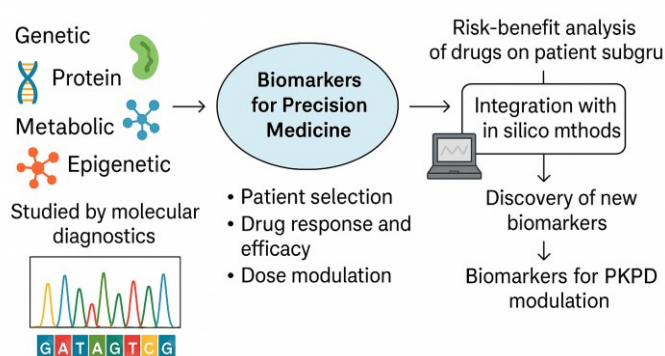 Genetic
Protein
Metabolic
Epigenetic
Studied by molecular
diagnostics
G A T A G T C G
Biomarkers
for Precision
Medicine
• Patient selection
• Drug response and
efficacy
• Dose modulation
Risk-benefit analysis
of drugs on patient subgru
Integration with
in silico mthods
Discovery of new
biomarkers
Biomarkers for PKPD
modulation